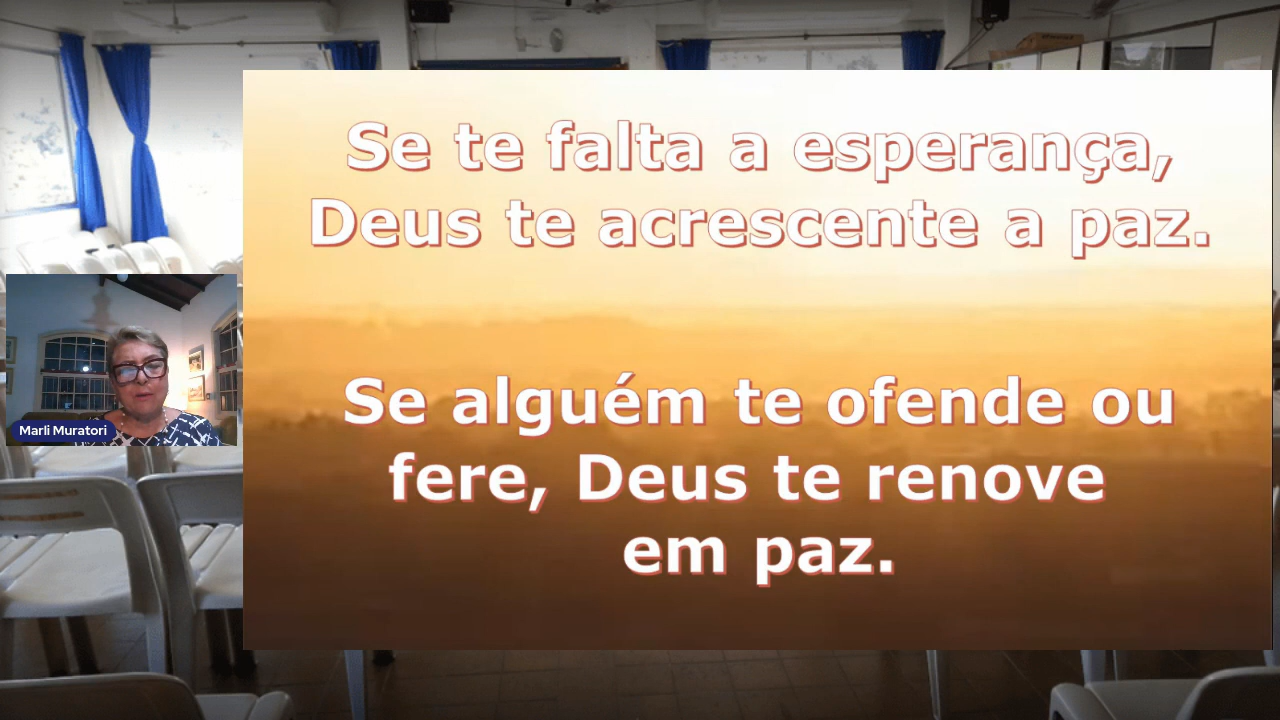 Se te falta a esperança,
Deus te acrescente a paz.
Se alguém te ofende ou
fere, Deus te renove
em paz.
Marli Muratori